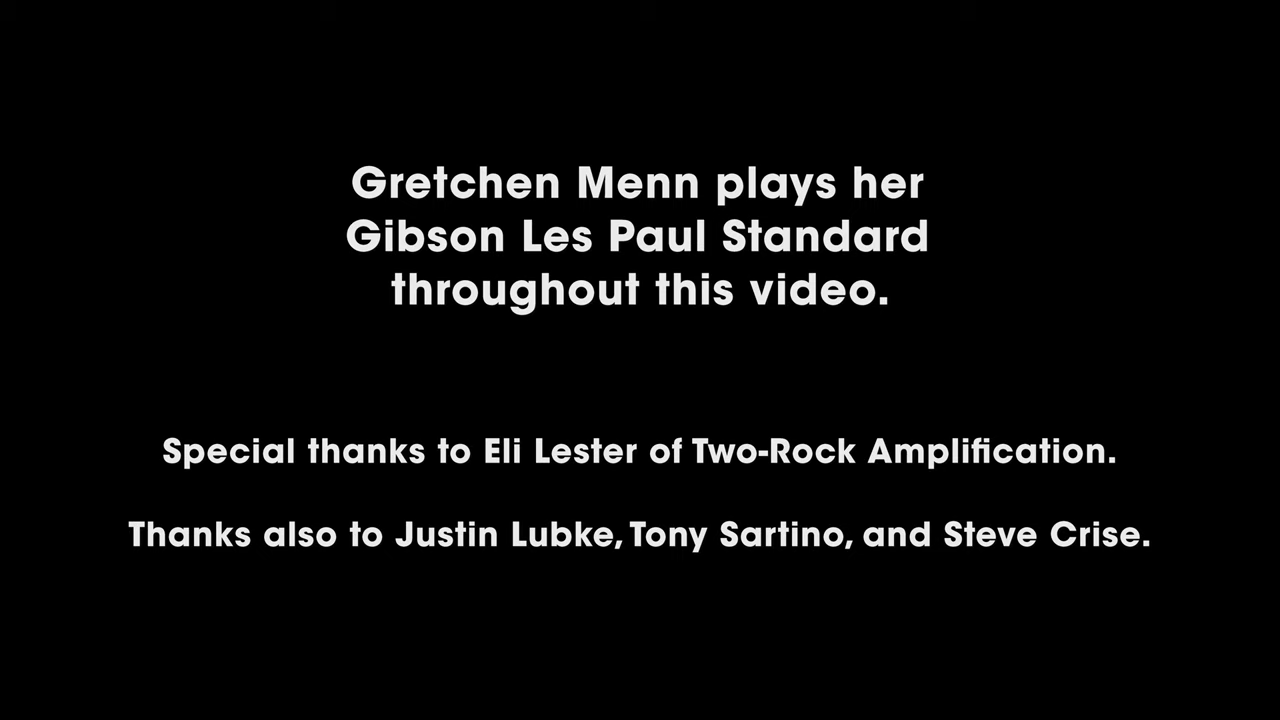 Gretchen Menn plays her
Gibson Les Paul Standard
throughout this video.
Special thanks to Eli Lester of Two-Rock Amplification.
Thanks also to Justin Lubke, Tony Sartino, and Steve Crise.